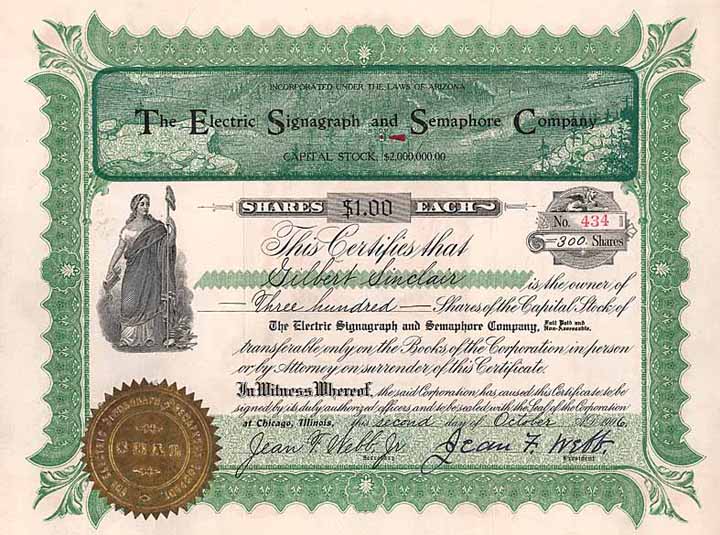 INCORPORATED UNDER THE LAWS OF ARIZONA
The Electric Signagraph and Semaphore Company
CAPITAL STOCK, $2,000,000.00
SHARES $1.00 EACH
No. 434
300 Shares
This Certifies that
Gilbert Sinclair is the owner of
Three hundred Shares of the Capital Stock of
The Electric Signagraph and Semaphore Company, Full Paid and
Non-Assessable,
transferable only on the Books of the Corporation in person
or by Attorney on surrender of this Certificate.
In Witness Whereof, the said Corporation has caused this Certificate to be
signed by its duly authorized officers and to be sealed with the Seal of the Corporation
at Chicago, Illinois, this second day of October A.D. 1906.
Jean F. Webb, Jr. Jean F. Webb.
Secretary President
THE ELECTRIC SIGNAGRAPH & SEMAPHORE COMPANY
SEAL